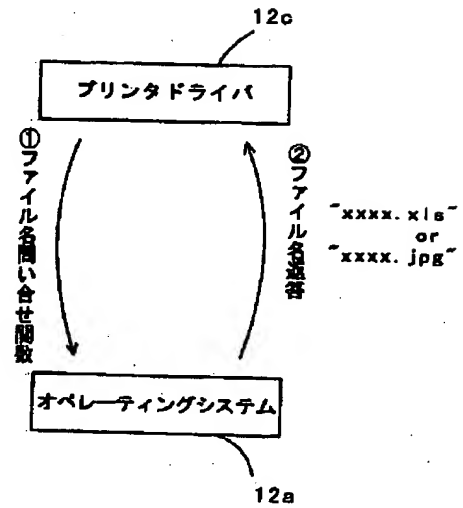 12c
プリンタドライバ
①ファイル名問い合せ関数
②ファイル名返答
"xxxx.xls"
or
"xxxx.jpg"
オペレーティングシステム
12a